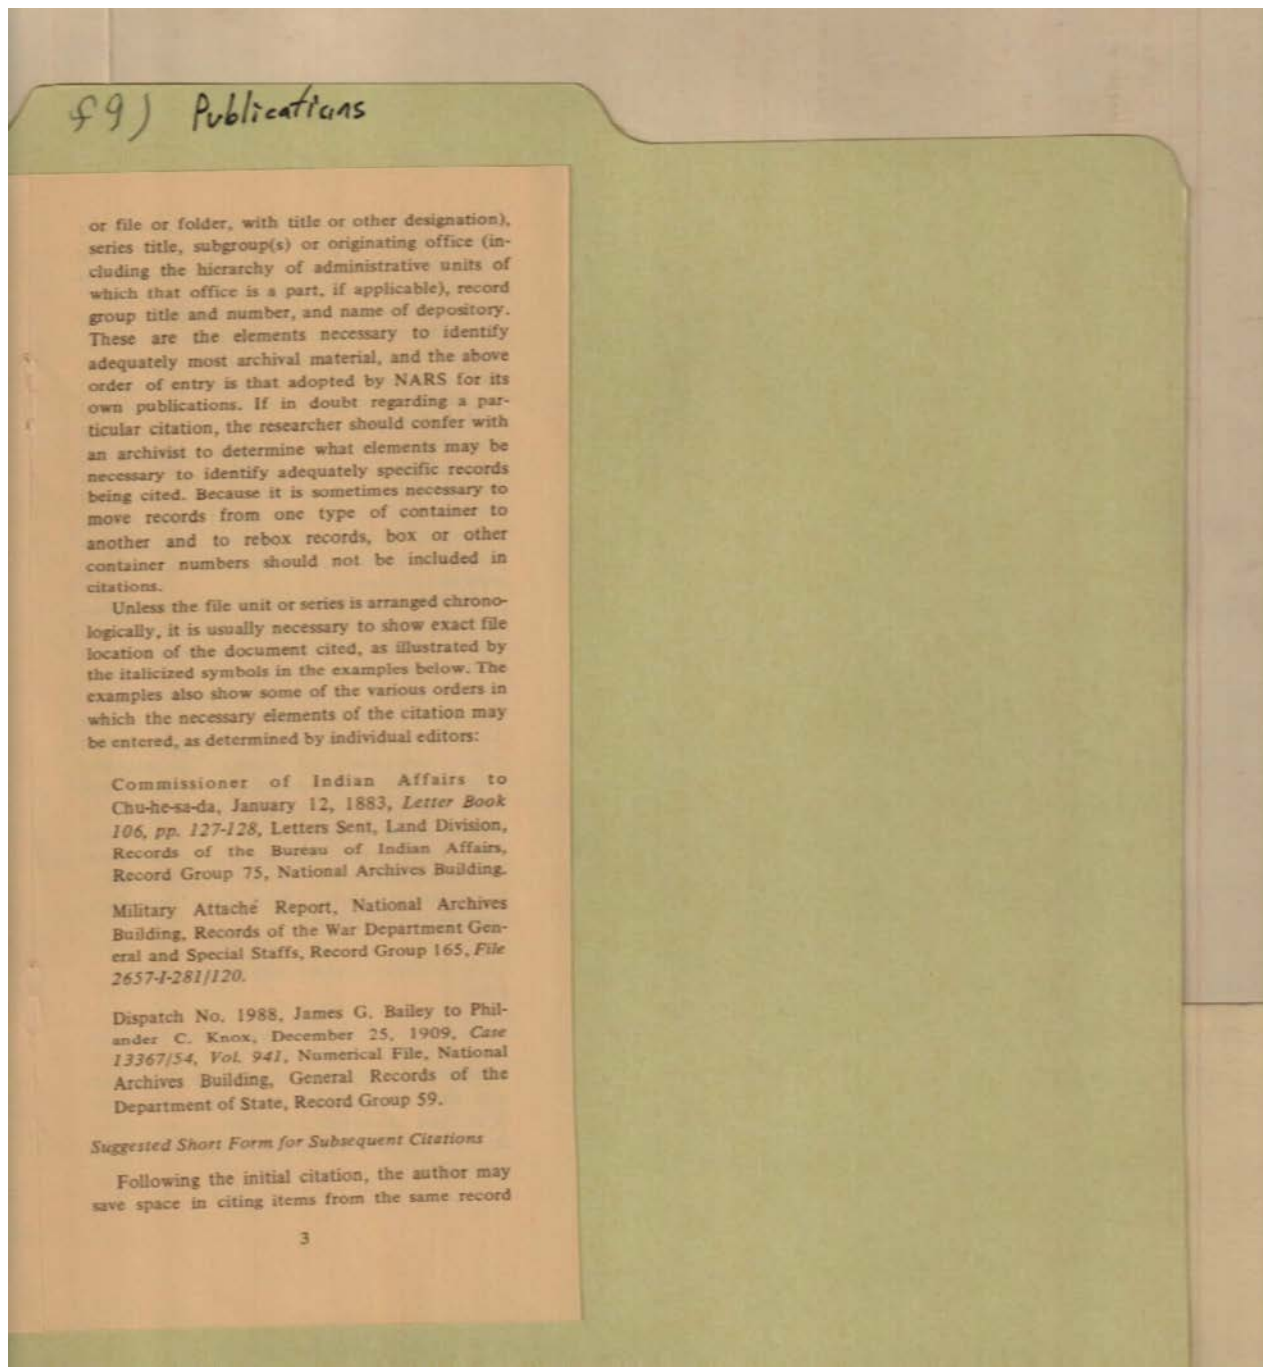 f9) Publications
or file or folder, with title or other designation),
series title, subgroup(s) or originating office (in-
cluding the hierarchy of administrative units of
which that office is a part, if applicable), record
group title and number, and name of depository.
These are the elements necessary to identify
adequately most archival material, and the above
order of entry is that adopted by NARS for its
own publications. If in doubt regarding a par-
ticular citation, the researcher should confer with
an archivist to determine what elements may be
necessary to identify adequately specific records
being cited. Because it is sometimes necessary to
move records from one type of container to
another and to rebox records, box or other
container numbers should not be included in
citations.
Unless the file unit or series is arranged chrono-
logically, it is usually necessary to show exact file
location of the document cited, as illustrated by
the italicized symbols in the examples below. The
examples also show some of the various orders in
which the necessary elements of the citation may
be entered, as determined by individual editors:
Commissioner of Indian Affairs to
Chu-he-sa-da, January 12, 1883, Letter Book
106, pp. 127-128, Letters Sent, Land Division,
Records of the Bureau of Indian Affairs,
Record Group 75, National Archives Building.
Military Attaché Report, National Archives
Building, Records of the War Department Gen-
eral and Special Staffs, Record Group 165, File
2657-I-281/120.
Dispatch No. 1988, James G. Bailey to Phil-
ander C. Knox, December 25, 1909, Case
13367/54, Vol. 941, Numerical File, National
Archives Building, General Records of the
Department of State, Record Group 59.
Suggested Short Form for Subsequent Citations
Following the initial citation, the author may
save space in citing items from the same record
3